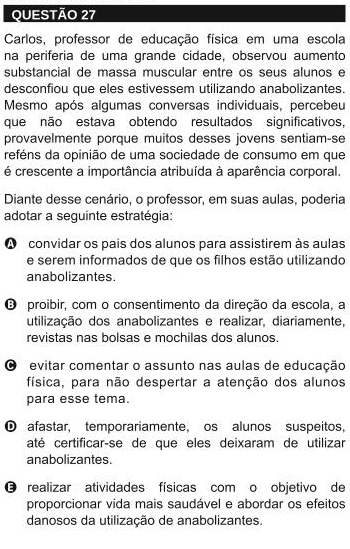 QUESTÃO 27
Carlos, professor de educação física em uma escola
na periferia de uma grande cidade, observou aumento
substancial de massa muscular entre os seus alunos e
desconfiou que eles estivessem utilizando anabolizantes.
Mesmo após algumas conversas individuais, percebeu
que não estava obtendo resultados significativos,
provavelmente porque muitos desses jovens sentiam-se
reféns da opinião de uma sociedade de consumo em que
é crescente a importância atribuída à aparência corporal.
Diante desse cenário, o professor, em suas aulas, poderia
adotar a seguinte estratégia:
A convidar os pais dos alunos para assistirem às aulas
e serem informados de que os filhos estão utilizando
anabolizantes.
B proibir, com o consentimento da direção da escola, a
utilização dos anabolizantes e realizar, diariamente,
revistas nas bolsas e mochilas dos alunos.
C evitar comentar o assunto nas aulas de educação
física, para não despertar a atenção dos alunos
para esse tema.
D afastar, temporariamente, os alunos suspeitos,
até certificar-se de que eles deixaram de utilizar
anabolizantes.
E realizar atividades físicas com o objetivo de
proporcionar vida mais saudável e abordar os efeitos
danosos da utilização de anabolizantes.